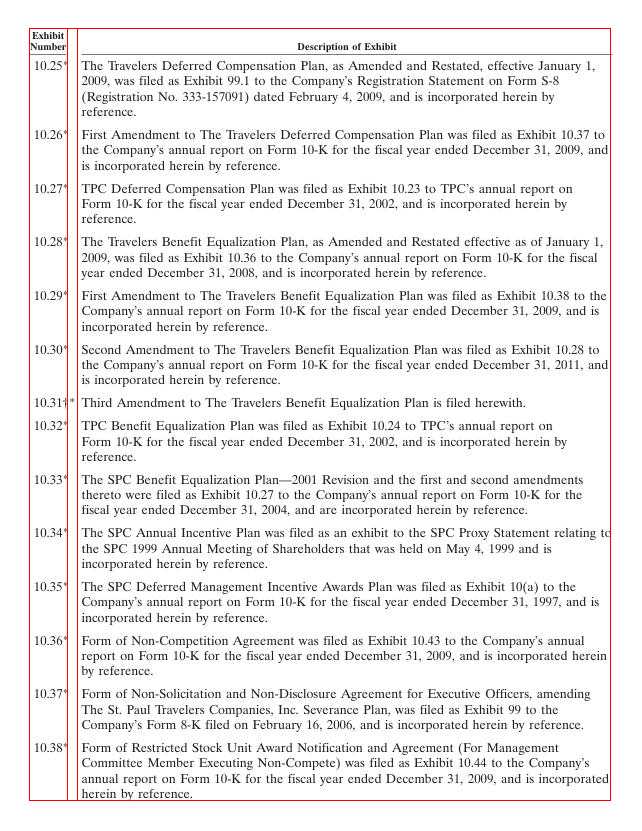 Exhibit
Number Description of Exhibit
10.25* The Travelers Deferred Compensation Plan, as Amended and Restated, effective January 1,
2009, was filed as Exhibit 99.1 to the Company's Registration Statement on Form S-8
(Registration No. 333-157091) dated February 4, 2009, and is incorporated herein by
reference.
10.26* First Amendment to The Travelers Deferred Compensation Plan was filed as Exhibit 10.37 to
the Company's annual report on Form 10-K for the fiscal year ended December 31, 2009, and
is incorporated herein by reference.
10.27* TPC Deferred Compensation Plan was filed as Exhibit 10.23 to TPC's annual report on
Form 10-K for the fiscal year ended December 31, 2002, and is incorporated herein by
reference.
10.28* The Travelers Benefit Equalization Plan, as Amended and Restated effective as of January 1,
2009, was filed as Exhibit 10.36 to the Company's annual report on Form 10-K for the fiscal
year ended December 31, 2008, and is incorporated herein by reference.
10.29* First Amendment to The Travelers Benefit Equalization Plan was filed as Exhibit 10.38 to the
Company's annual report on Form 10-K for the fiscal year ended December 31, 2009, and is
incorporated herein by reference.
10.30* Second Amendment to The Travelers Benefit Equalization Plan was filed as Exhibit 10.28 to
the Company's annual report on Form 10-K for the fiscal year ended December 31, 2011, and
is incorporated herein by reference.
10.31†* Third Amendment to The Travelers Benefit Equalization Plan is filed herewith.
10.32* TPC Benefit Equalization Plan was filed as Exhibit 10.24 to TPC's annual report on
Form 10-K for the fiscal year ended December 31, 2002, and is incorporated herein by
reference.
10.33* The SPC Benefit Equalization Plan—2001 Revision and the first and second amendments
thereto were filed as Exhibit 10.27 to the Company's annual report on Form 10-K for the
fiscal year ended December 31, 2004, and are incorporated herein by reference.
10.34* The SPC Annual Incentive Plan was filed as an exhibit to the SPC Proxy Statement relating to
the SPC 1999 Annual Meeting of Shareholders that was held on May 4, 1999 and is
incorporated herein by reference.
10.35* The SPC Deferred Management Incentive Awards Plan was filed as Exhibit 10(a) to the
Company's annual report on Form 10-K for the fiscal year ended December 31, 1997, and is
incorporated herein by reference.
10.36* Form of Non-Competition Agreement was filed as Exhibit 10.43 to the Company's annual
report on Form 10-K for the fiscal year ended December 31, 2009, and is incorporated herein
by reference.
10.37* Form of Non-Solicitation and Non-Disclosure Agreement for Executive Officers, amending
The St. Paul Travelers Companies, Inc. Severance Plan, was filed as Exhibit 99 to the
Company's Form 8-K filed on February 16, 2006, and is incorporated herein by reference.
10.38* Form of Restricted Stock Unit Award Notification and Agreement (For Management
Committee Member Executing Non-Compete) was filed as Exhibit 10.44 to the Company's
annual report on Form 10-K for the fiscal year ended December 31, 2009, and is incorporated
herein by reference.